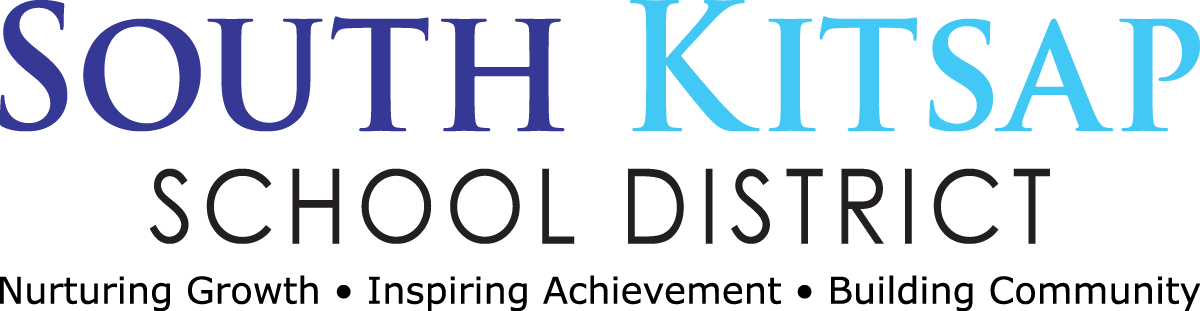 SOUTH KITSAP
SCHOOL DISTRICT
Nurturing Growth • Inspiring Achievement • Building Community